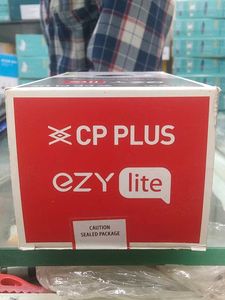 CP PLUS
eZY lite
CAUTION
SEALED PACKAGE